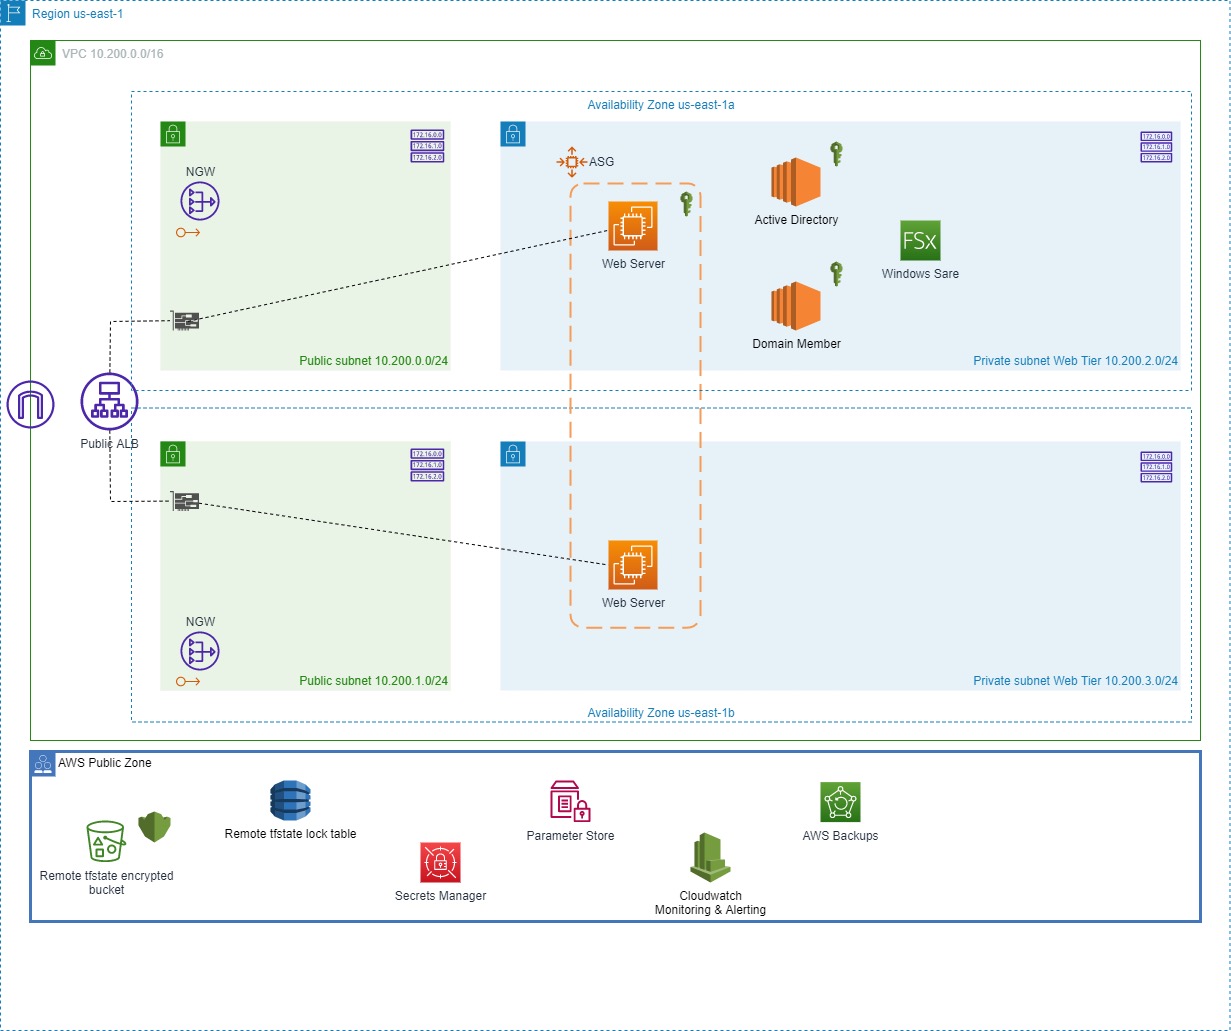 Region us-east-1
VPC 10.200.0.0/16
Availability Zone us-east-1a
172.16.0.0
172.16.1.0
172.16.2.0
NGW
Public subnet 10.200.0.0/24
172.16.0.0
172.16.1.0
172.16.2.0
ASG
Web Server
Active Directory
FSx
Windows Sare
Domain Member
Private subnet Web Tier 10.200.2.0/24
Public ALB
172.16.0.0
172.16.1.0
172.16.2.0
NGW
Public subnet 10.200.1.0/24
172.16.0.0
172.16.1.0
172.16.2.0
Web Server
Private subnet Web Tier 10.200.3.0/24
Availability Zone us-east-1b
AWS Public Zone
Remote tfstate encrypted
bucket
Remote tfstate lock table
Secrets Manager
Parameter Store
Cloudwatch
Monitoring & Alerting
AWS Backups